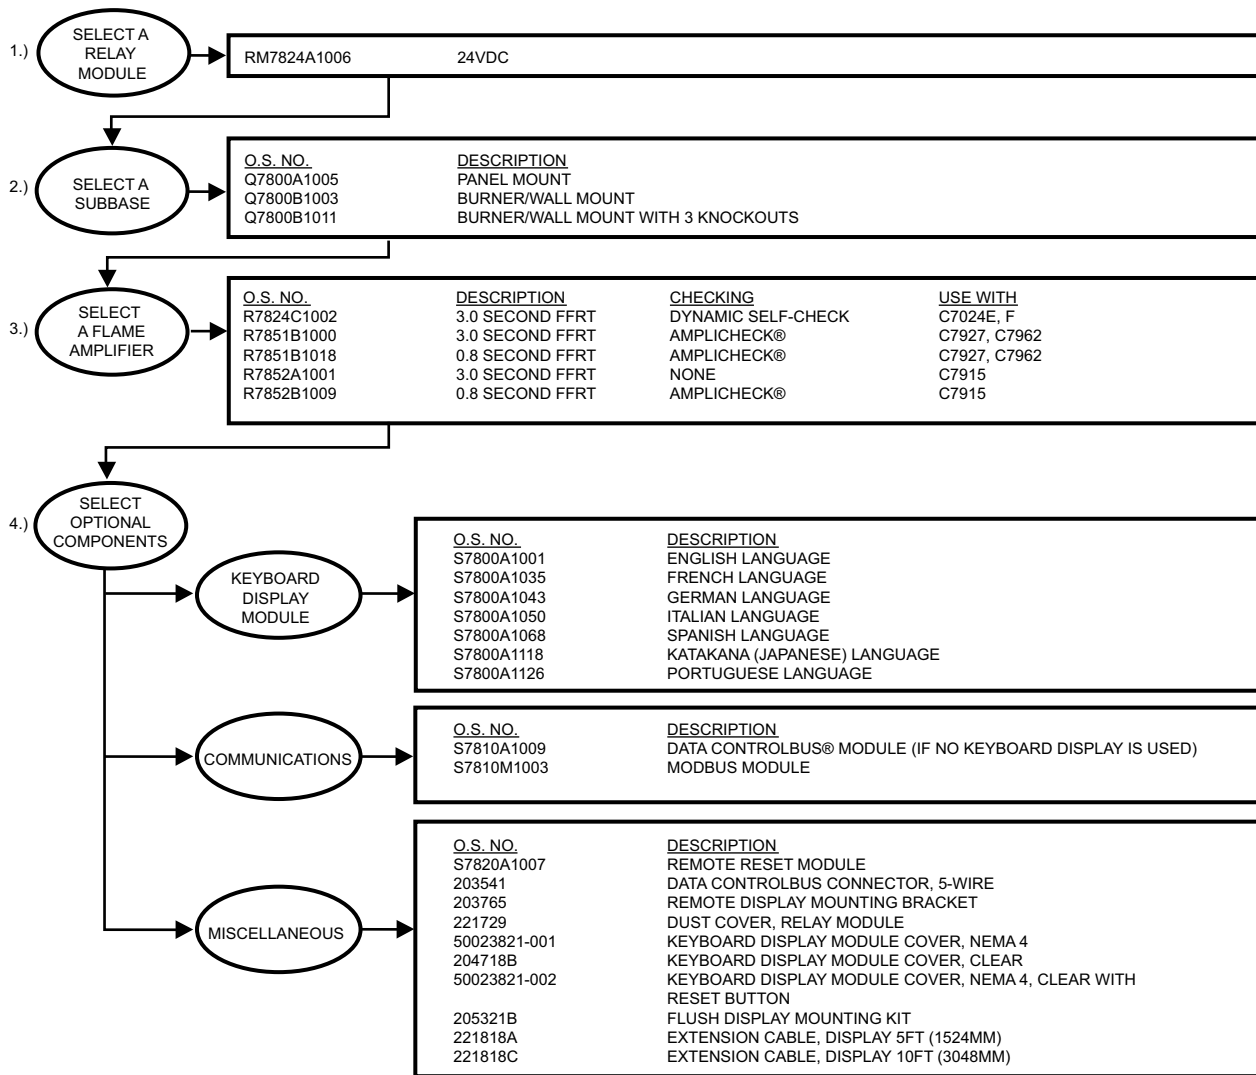 1.) SELECT A
RELAY
MODULE
RM7824A1006 24VDC
2.) SELECT A
SUBBASE
O.S. NO. DESCRIPTION
Q7800A1005 PANEL MOUNT
Q7800B1003 BURNER/WALL MOUNT
Q7800B1011 BURNER/WALL MOUNT WITH 3 KNOCKOUTS
3.) SELECT
A FLAME
AMPLIFIER
O.S. NO. DESCRIPTION CHECKING USE WITH
R7824C1002 3.0 SECOND FFRT DYNAMIC SELF-CHECK C7024E, F
R7851B1000 3.0 SECOND FFRT AMPLICHECK® C7927, C7962
R7851B1018 0.8 SECOND FFRT AMPLICHECK® C7927, C7962
R7852A1001 3.0 SECOND FFRT NONE C7915
R7852B1009 0.8 SECOND FFRT AMPLICHECK® C7915
4.) SELECT
OPTIONAL
COMPONENTS
KEYBOARD
DISPLAY
MODULE
O.S. NO. DESCRIPTION
S7800A1001 ENGLISH LANGUAGE
S7800A1035 FRENCH LANGUAGE
S7800A1043 GERMAN LANGUAGE
S7800A1050 ITALIAN LANGUAGE
S7800A1068 SPANISH LANGUAGE
S7800A1118 KATAKANA (JAPANESE) LANGUAGE
S7800A1126 PORTUGUESE LANGUAGE
COMMUNICATIONS
O.S. NO. DESCRIPTION
S7810A1009 DATA CONTROLBUS® MODULE (IF NO KEYBOARD DISPLAY IS USED)
S7810M1003 MODBUS MODULE
MISCELLANEOUS
O.S. NO. DESCRIPTION
S7820A1007 REMOTE RESET MODULE
203541 DATA CONTROLBUS CONNECTOR, 5-WIRE
203765 REMOTE DISPLAY MOUNTING BRACKET
221729 DUST COVER, RELAY MODULE
50023821-001 KEYBOARD DISPLAY MODULE COVER, NEMA 4
204718B KEYBOARD DISPLAY MODULE COVER, CLEAR
50023821-002 KEYBOARD DISPLAY MODULE COVER, NEMA 4, CLEAR WITH
RESET BUTTON
205321B FLUSH DISPLAY MOUNTING KIT
221818A EXTENSION CABLE, DISPLAY 5FT (1524MM)
221818C EXTENSION CABLE, DISPLAY 10FT (3048MM)